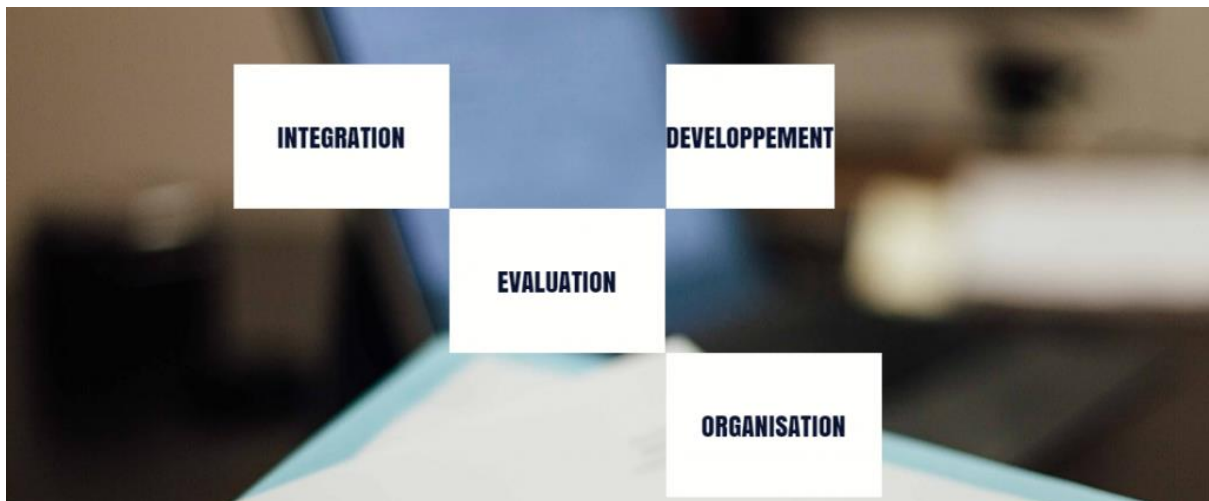 INTEGRATION
DEVELOPPEMENT
EVALUATION
ORGANISATION